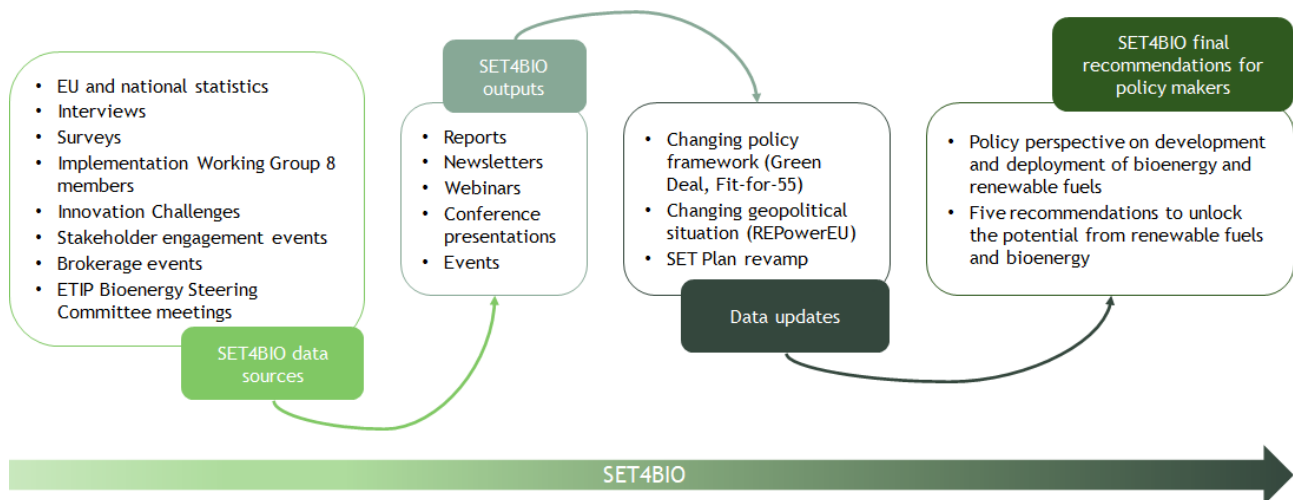 • EU and national statistics
• Interviews
• Surveys
• Implementation Working Group 8
members
• Innovation Challenges
• Stakeholder engagement events
• Brokerage events
• ETIP Bioenergy Steering
Committee meetings
SET4BIO data
sources
SET4BIO
outputs
• Reports
• Newsletters
• Webinars
• Conference
presentations
• Events
• Changing policy
framework (Green
Deal, Fit-for-55)
• Changing geopolitical
situation (REPowerEU)
• SET Plan revamp
Data updates
SET4BIO final
recommendations for
policy makers
• Policy perspective on development
and deployment of bioenergy and
renewable fuels
• Five recommendations to unlock
the potential from renewable fuels
and bioenergy
SET4BIO